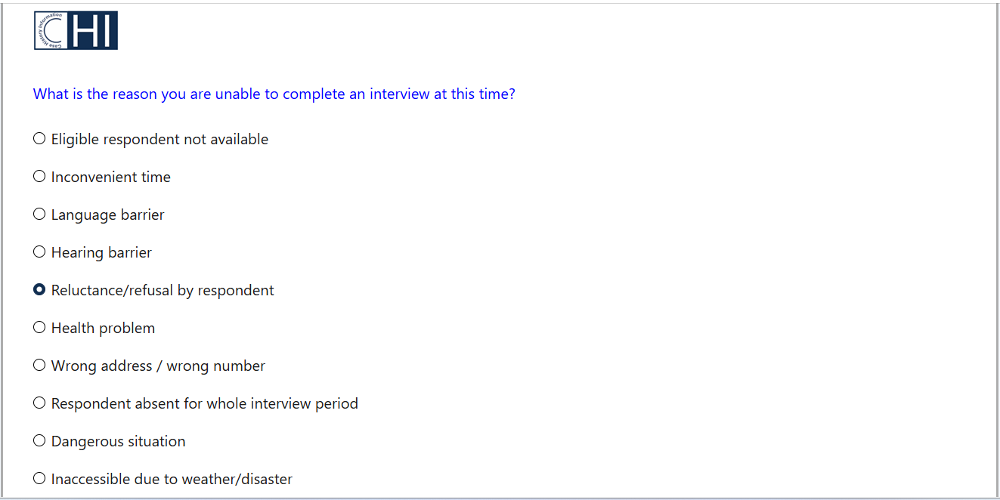 Case History Information
CHI
What is the reason you are unable to complete an interview at this time?
Eligible respondent not available
Inconvenient time
Language barrier
Hearing barrier
Reluctance/refusal by respondent
Health problem
Wrong address / wrong number
Respondent absent for whole interview period
Dangerous situation
Inaccessible due to weather/disaster